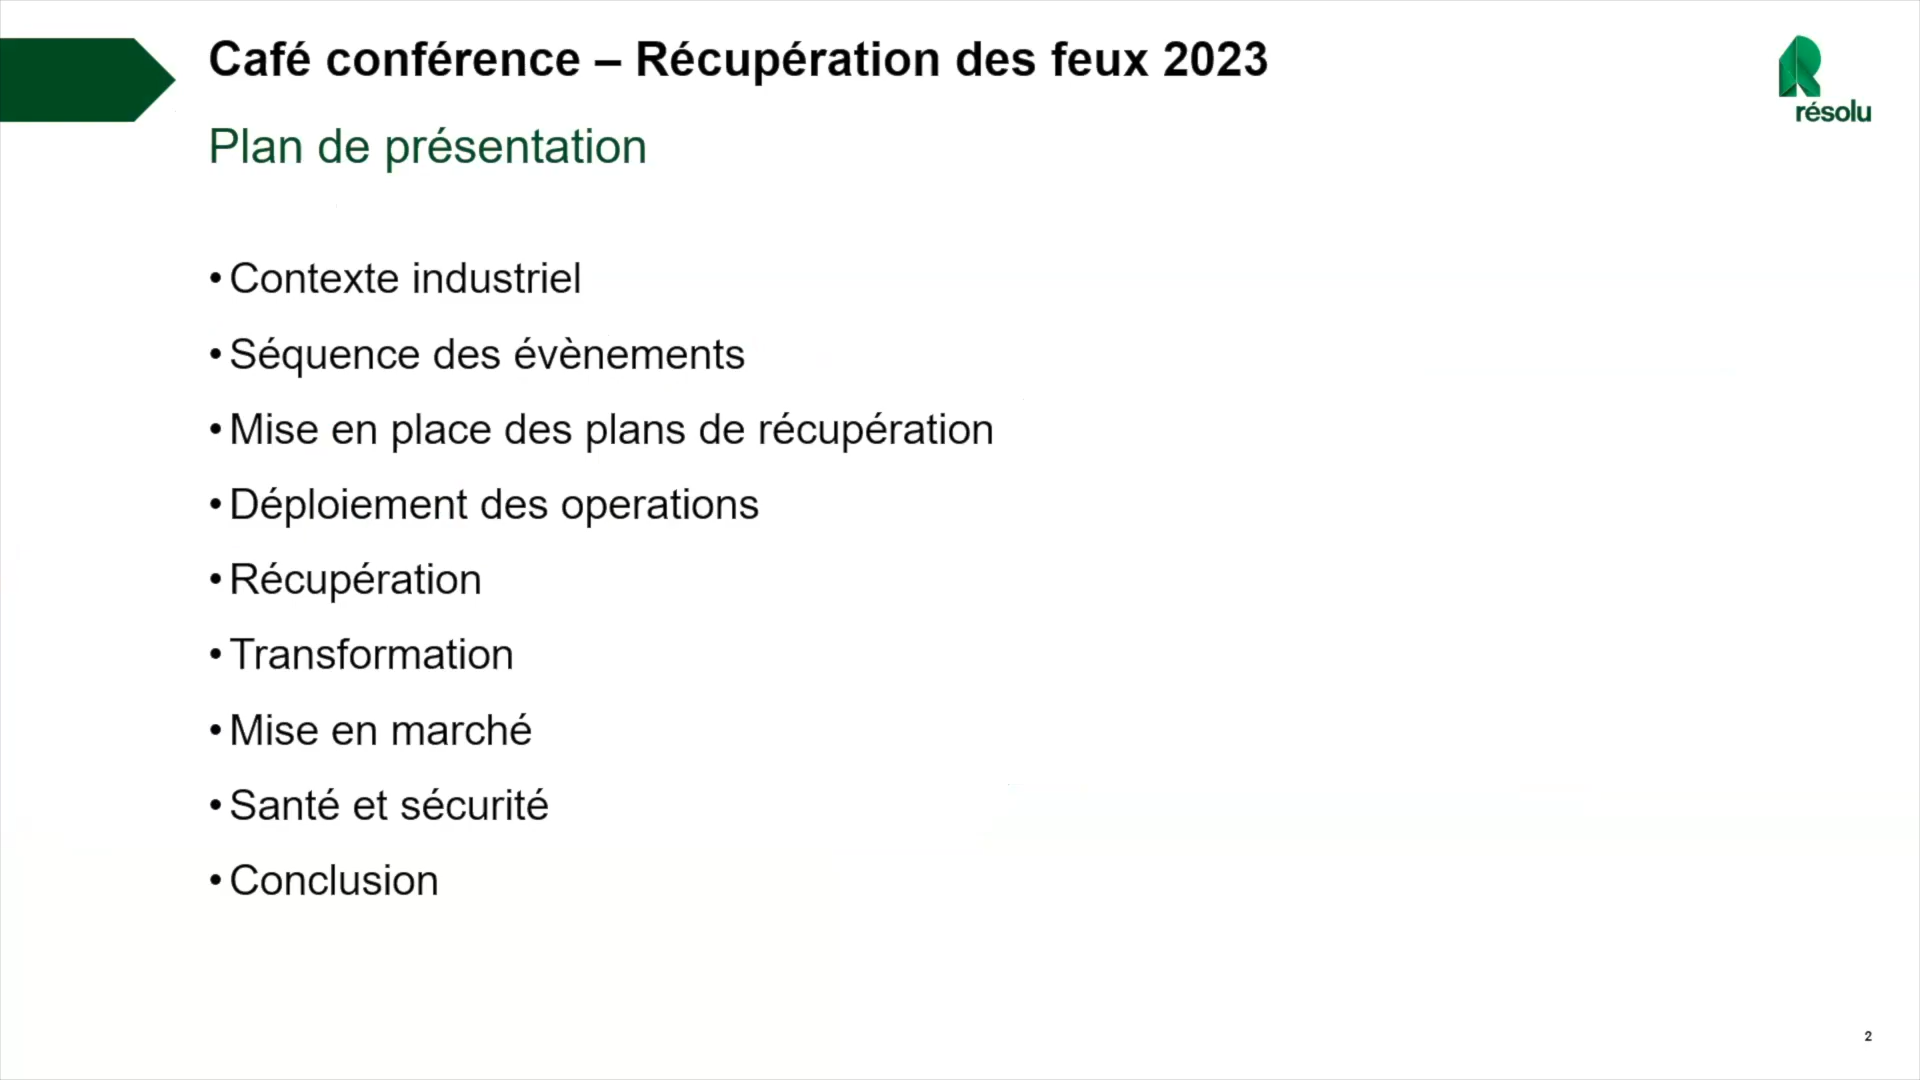 Café conférence – Récupération des feux 2023
résolu
Plan de présentation
• Contexte industriel
• Séquence des évènements
• Mise en place des plans de récupération
• Déploiement des operations
• Récupération
• Transformation
• Mise en marché
• Santé et sécurité
• Conclusion
2